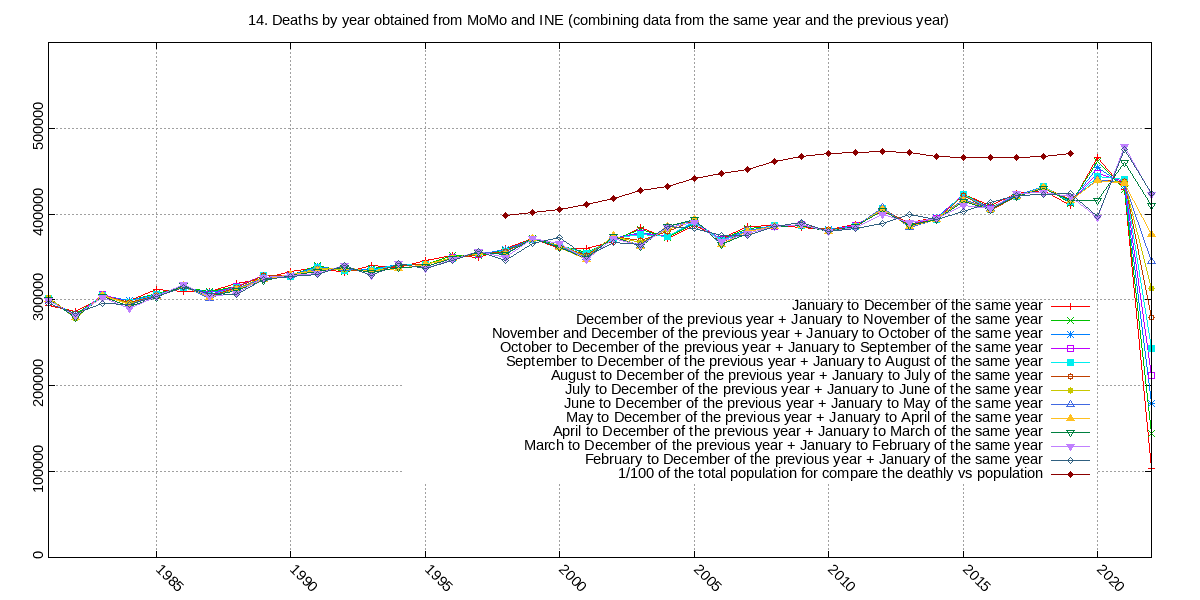 14. Deaths by year obtained from MoMo and INE (combining data from the same year and the previous year)
500000
400000
300000
200000
100000
0
January to December of the same year
December of the previous year + January to November of the same year
November and December of the previous year + January to October of the same year
October to December of the previous year + January to September of the same year
September to December of the previous year + January to August of the same year
August to December of the previous year + January to July of the same year
July to December of the previous year + January to June of the same year
June to December of the previous year + January to May of the same year
May to December of the previous year + January to April of the same year
April to December of the previous year + January to March of the same year
March to December of the previous year + January to February of the same year
February to December of the previous year + January of the same year
1/100 of the total population for compare the deathly vs population
1985
1990
1995
2000
2005
2010
2015
2020